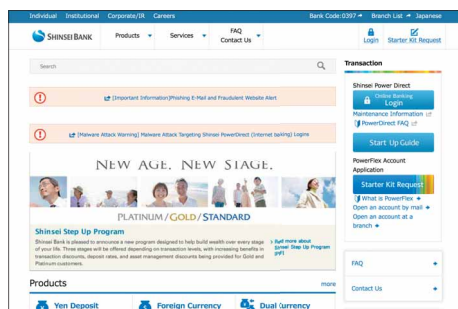 Individual Institutional Corporate/IR Careers Bank Code:0397 Branch List Japanese
SHINSEI BANK Products Services FAQ Contact Us Login Starter Kit Request
Search
[Important Information]Phishing E-Mail and Fraudulent Website Alert
[Malware Attack Warning] Malware Attack Targeting Shinsei PowerDirect (Internet banking) Logins
NEW AGE, NEW STAGE.
PLATINUM/GOLD/STANDARD
Shinsei Step Up Program
Shinsei Bank is pleased to announce a new program designed to help build wealth over every stage
of your life. Three stages will be offered depending on transaction levels, with increasing benefits in
transaction discounts, deposit rates, and asset management discounts being provided for Gold and
Platinum customers.
more about
Shinsei Step Up Program
Products more
Yen Deposit Foreign Currency Dual Currency
Transaction
Shinsei Power Direct
Online Banking
Login
Maintenance Information
PowerDirect FAQ
Start Up Guide
PowerFlex Account
Application
Starter Kit Request
What is PowerFlex
Open an account by mail
Open an account at a
branch
FAQ
Contact Us